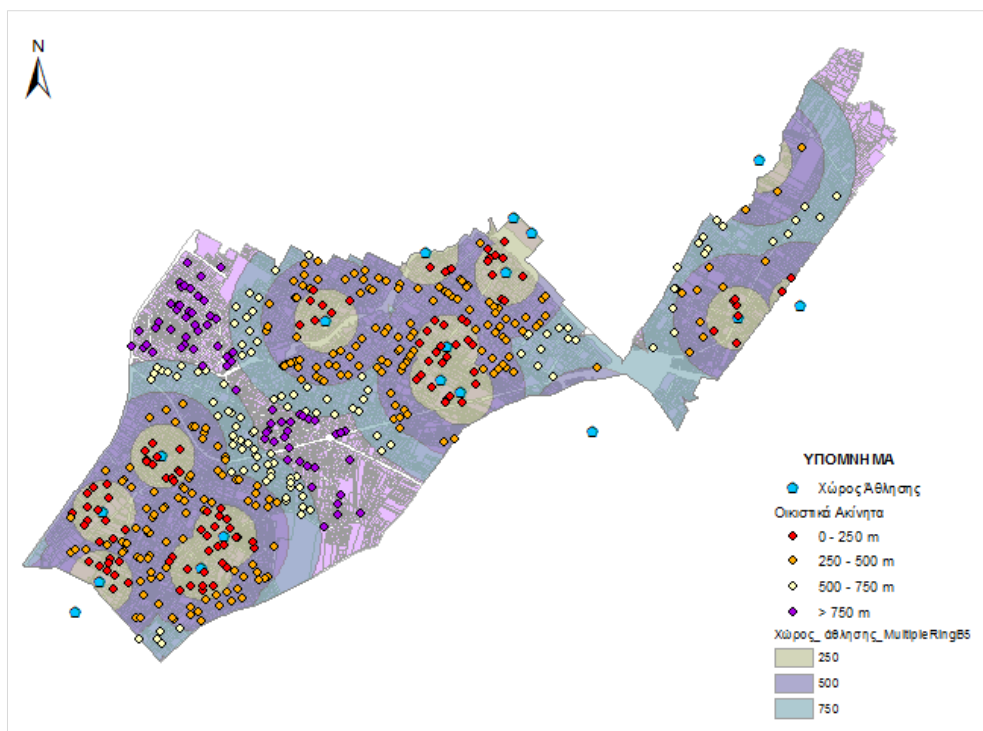 N
ΥΠΟΜΝΗΜΑ
Χώρος Άθλησης
Οικιστικά Ακίνητα
0 - 250 m
250 - 500 m
500 - 750 m
> 750 m
Χώρος_ άθλησης_MultipleRingB5
250
500
750